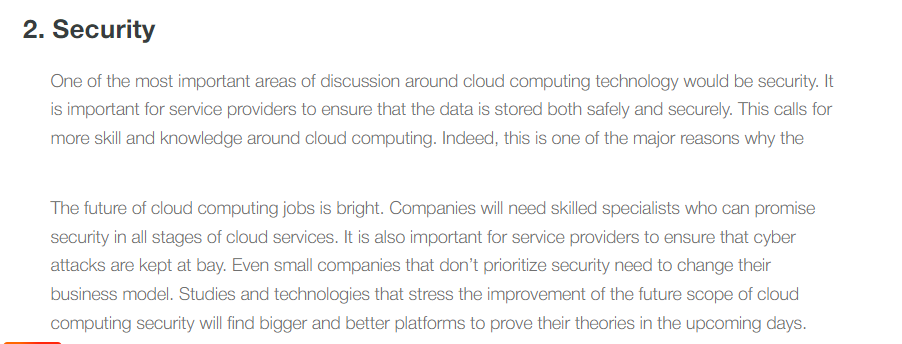 2. Security
One of the most important areas of discussion around cloud computing technology would be security. It
is important for service providers to ensure that the data is stored both safely and securely. This calls for
more skill and knowledge around cloud computing. Indeed, this is one of the major reasons why the
The future of cloud computing jobs is bright. Companies will need skilled specialists who can promise
security in all stages of cloud services. It is also important for service providers to ensure that cyber
attacks are kept at bay. Even small companies that don’t prioritize security need to change their
business model. Studies and technologies that stress the improvement of the future scope of cloud
computing security will find bigger and better platforms to prove their theories in the upcoming days.